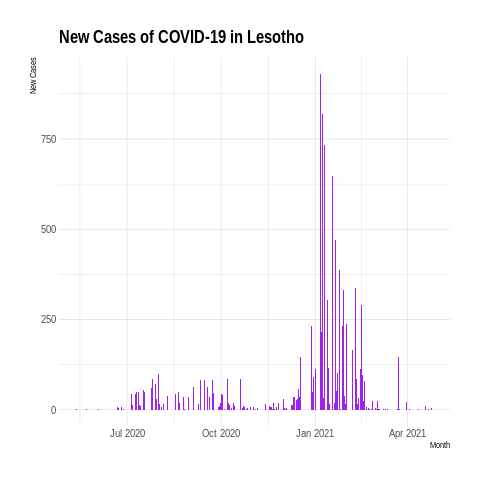 New Cases of COVID-19 in Lesotho
New Cases
750
500
250
0
Jul 2020
Oct 2020
Jan 2021
Apr 2021
Month